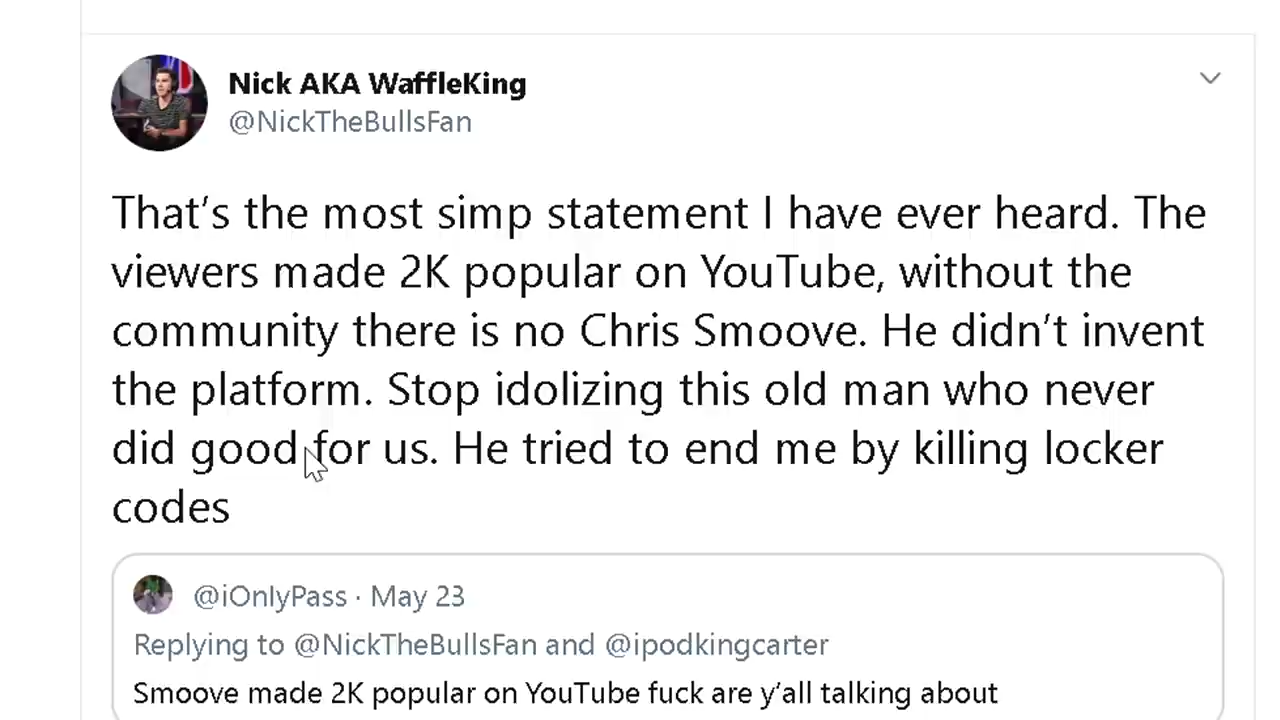 Nick AKA WaffleKing
@NickTheBullsFan
That's the most simp statement I have ever heard. The
viewers made 2K popular on YouTube, without the
community there is no Chris Smoove. He didn't invent
the platform. Stop idolizing this old man who never
did good for us. He tried to end me by killing locker
codes
@iOnlyPass · May 23
Replying to @NickTheBullsFan and @ipodkingcarter
Smoove made 2K popular on YouTube fuck are y'all talking about